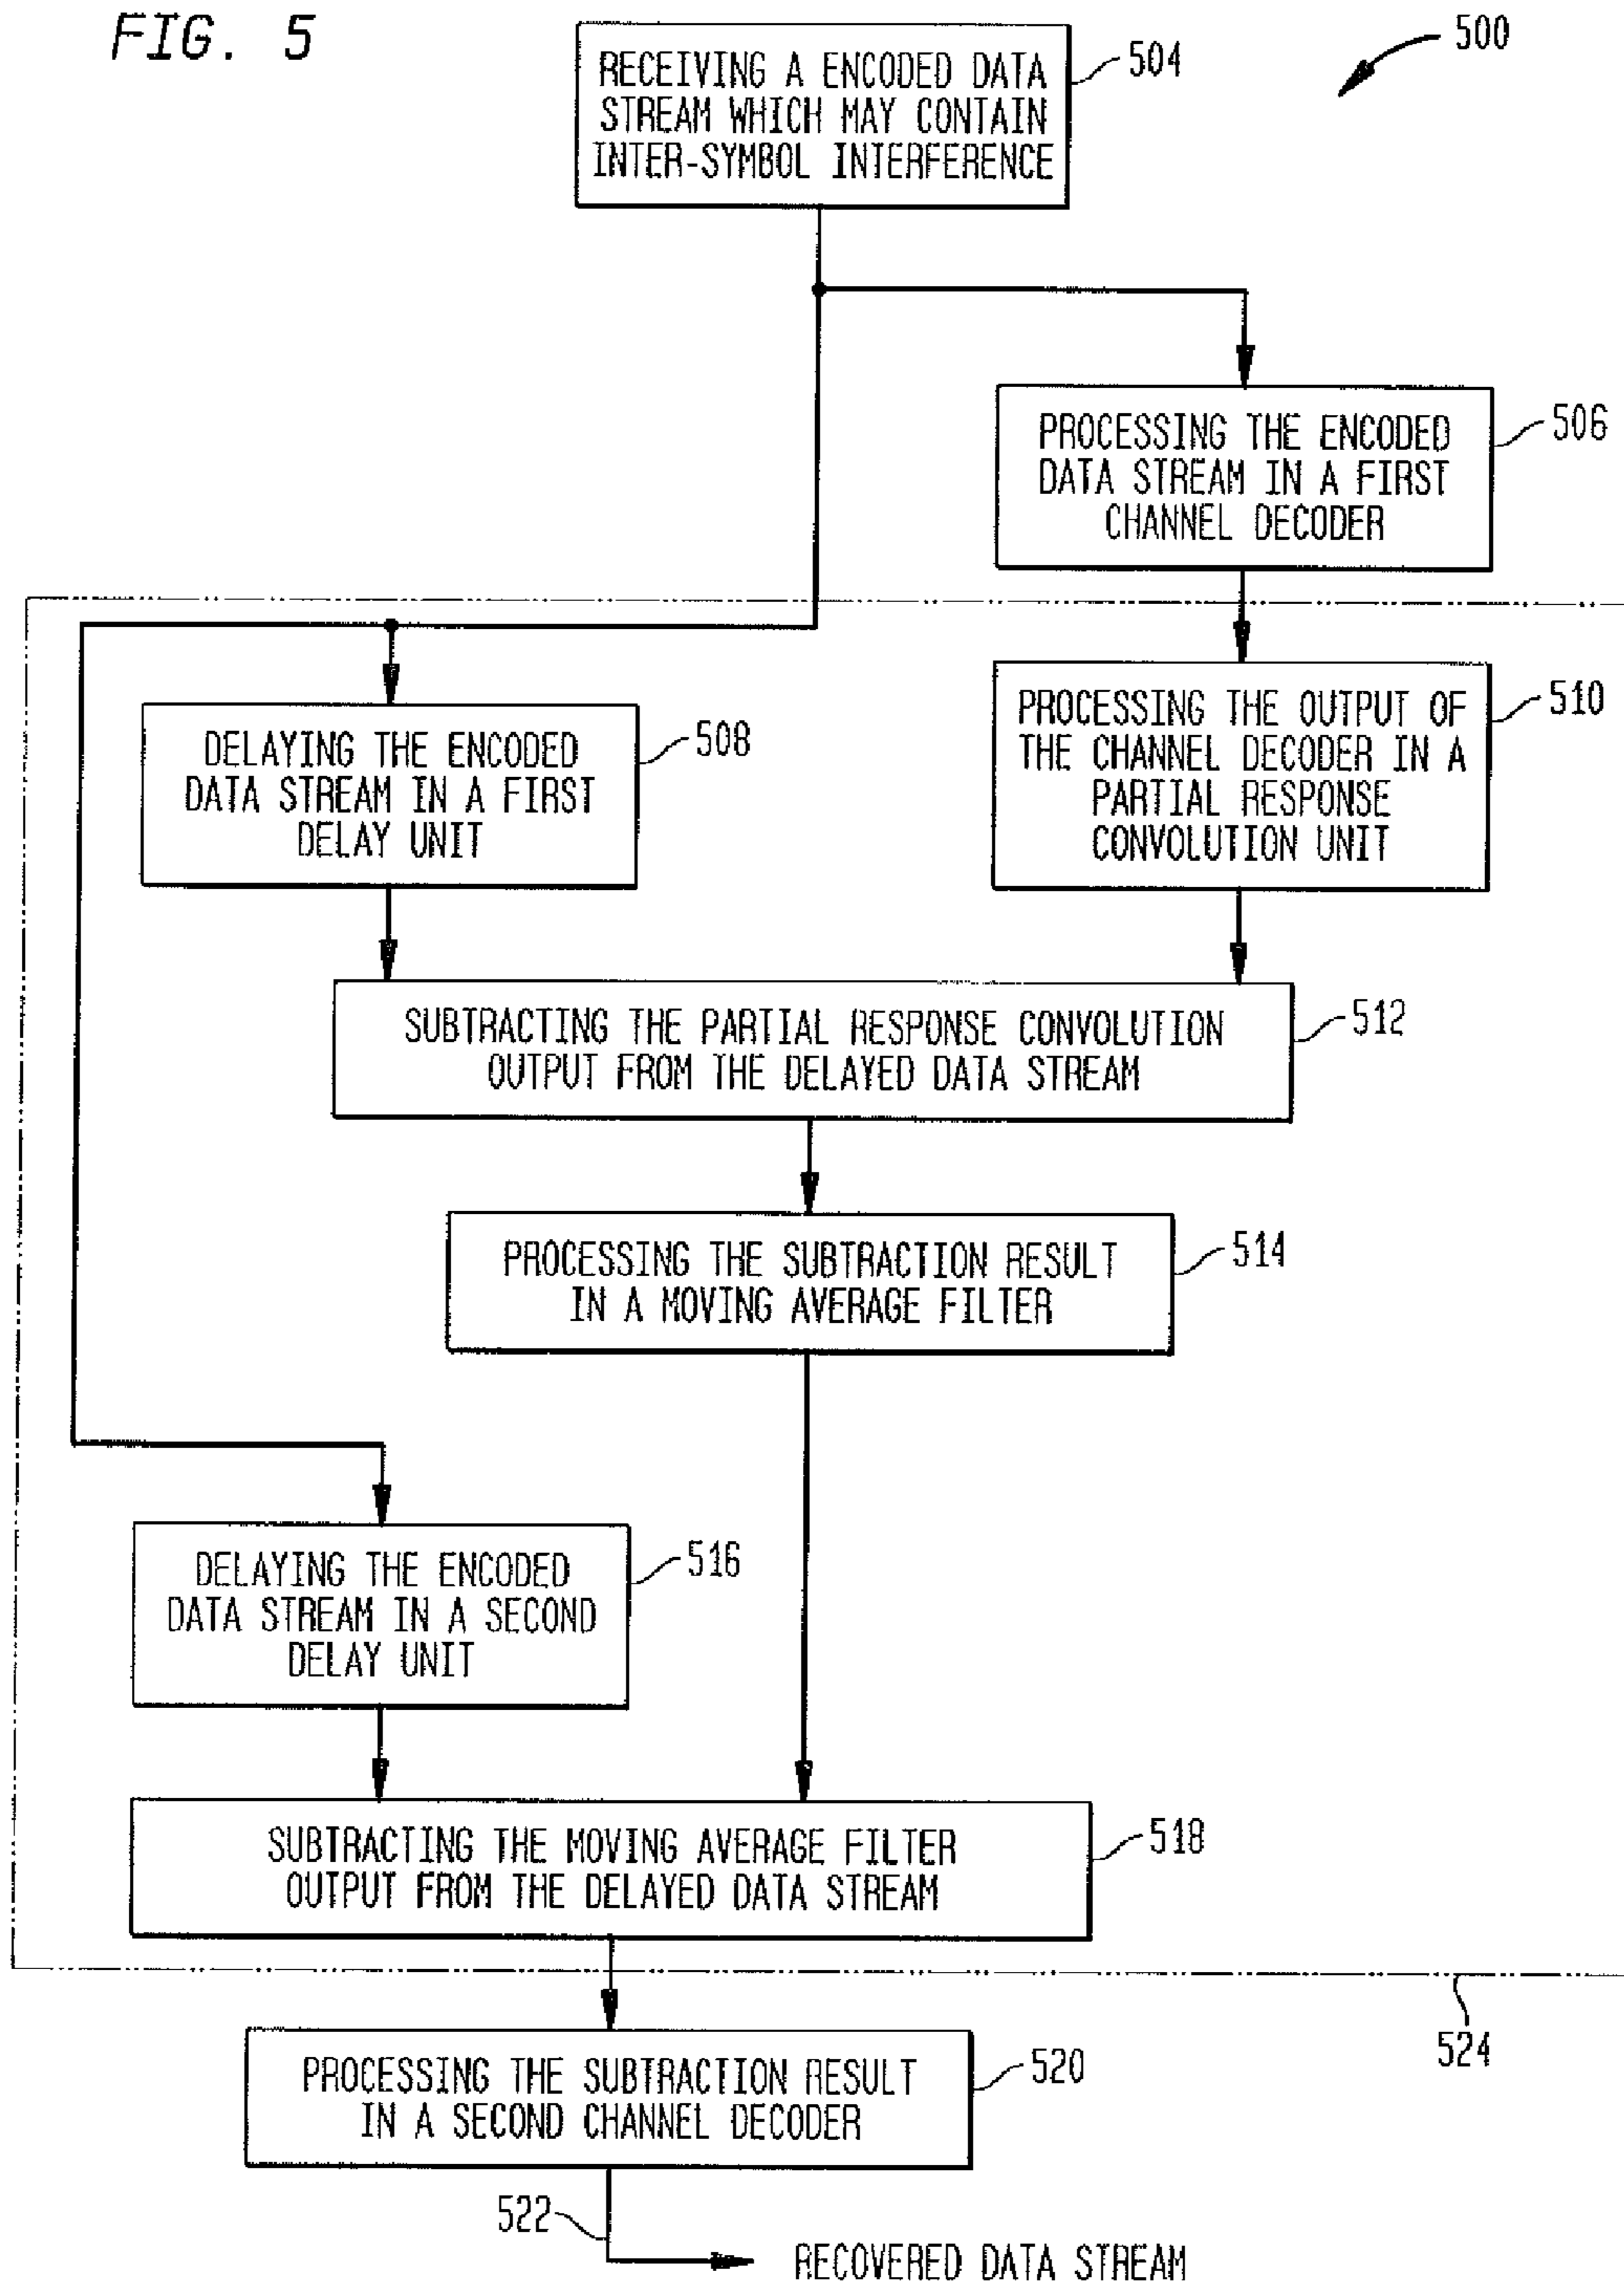 FIG. 5
500
RECEIVING A ENCODED DATA
STREAM WHICH MAY CONTAIN
INTER-SYMBOL INTERFERENCE
504
PROCESSING THE ENCODED
DATA STREAM IN A FIRST
CHANNEL DECODER
506
DELAYING THE ENCODED
DATA STREAM IN A FIRST
DELAY UNIT
508
PROCESSING THE OUTPUT OF
THE CHANNEL DECODER IN A
PARTIAL RESPONSE
CONVOLUTION UNIT
510
SUBTRACTING THE PARTIAL RESPONSE CONVOLUTION
OUTPUT FROM THE DELAYED DATA STREAM
512
PROCESSING THE SUBTRACTION RESULT
IN A MOVING AVERAGE FILTER
514
DELAYING THE ENCODED
DATA STREAM IN A SECOND
DELAY UNIT
516
SUBTRACTING THE MOVING AVERAGE FILTER
OUTPUT FROM THE DELAYED DATA STREAM
518
524
PROCESSING THE SUBTRACTION RESULT
IN A SECOND CHANNEL DECODER
520
522
RECOVERED DATA STREAM